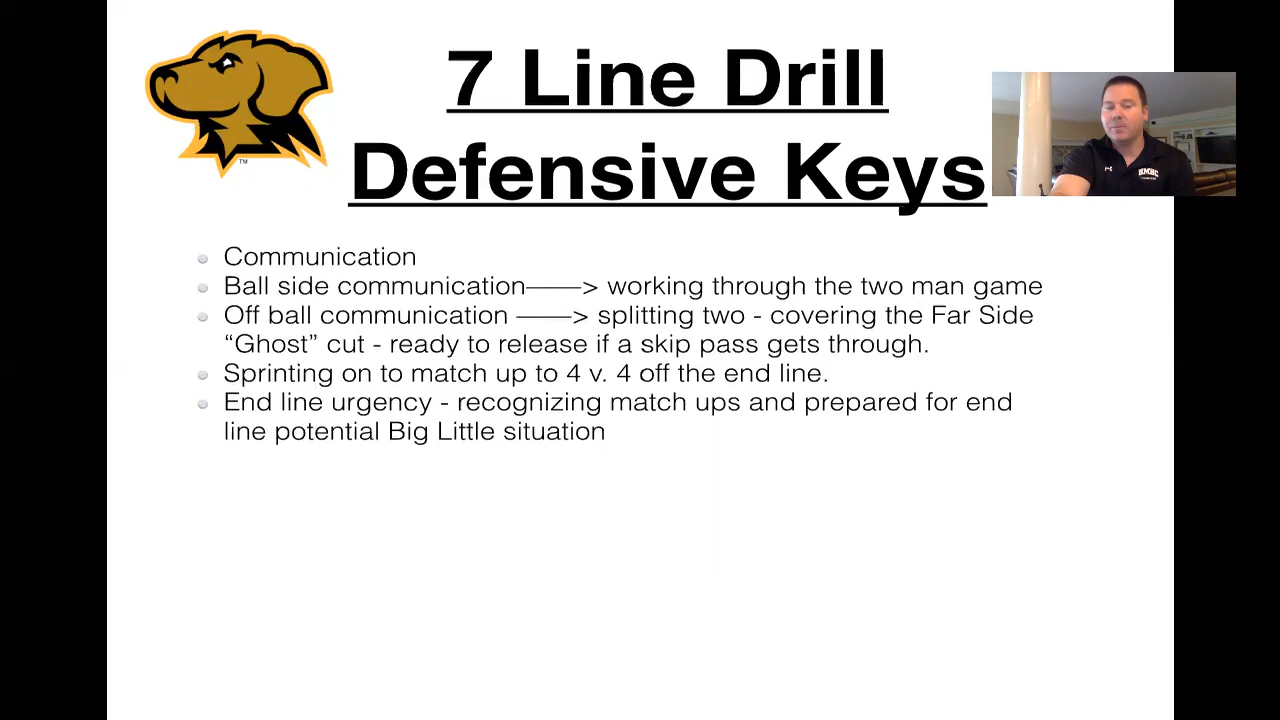 7 Line Drill
Defensive Keys
TM
UMBC
Communication
Ball side communication——> working through the two man game
Off ball communication ——> splitting two - covering the Far Side
“Ghost” cut - ready to release if a skip pass gets through.
Sprinting on to match up to 4 v. 4 off the end line.
End line urgency - recognizing match ups and prepared for end
line potential Big Little situation